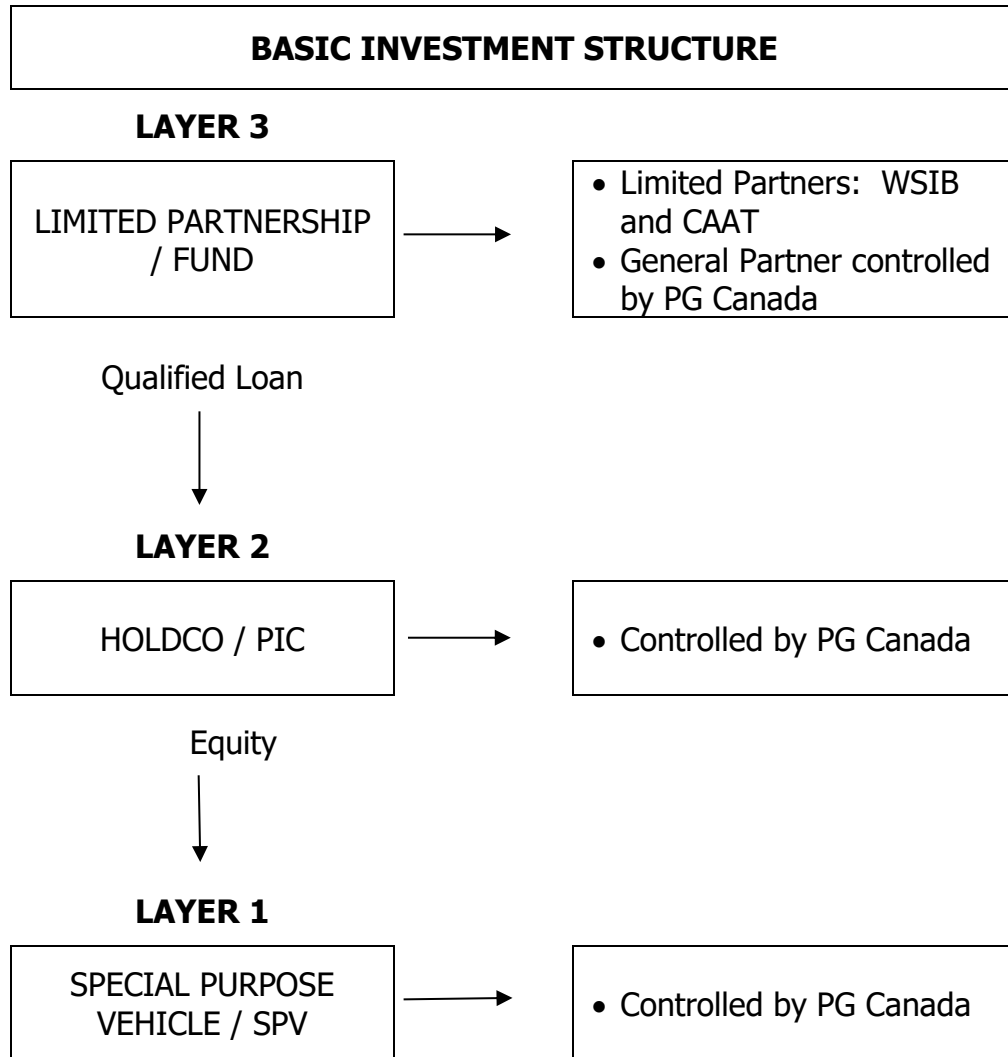 BASIC INVESTMENT STRUCTURE
LAYER 3
LIMITED PARTNERSHIP
/ FUND
• Limited Partners: WSIB
and CAAT
• General Partner controlled
by PG Canada
Qualified Loan
LAYER 2
HOLDCO / PIC
• Controlled by PG Canada
Equity
LAYER 1
SPECIAL PURPOSE
VEHICLE / SPV
• Controlled by PG Canada